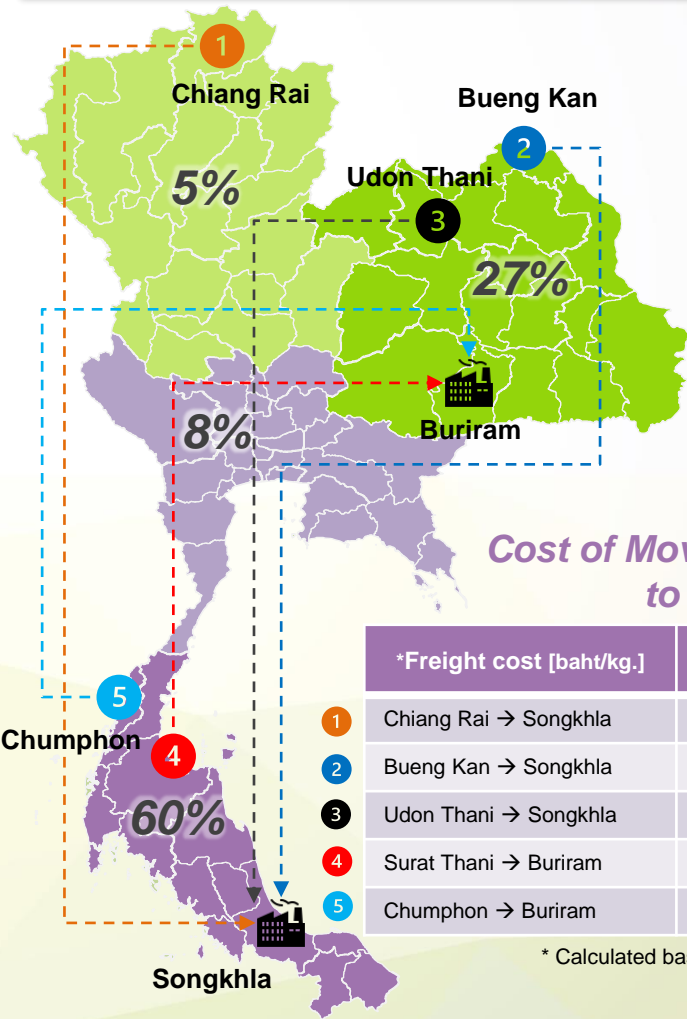 1
Chiang Rai
Bueng Kan
2
5%
Udon Thani
3
27%
8%
Buriram
Cost of Mov
to
5
Chumphon
4
60%
Songkhla
*Freight cost [baht/kg.]
1 Chiang Rai → Songkhla
2 Bueng Kan → Songkhla
3 Udon Thani → Songkhla
4 Surat Thani → Buriram
5 Chumphon → Buriram
* Calculated ba